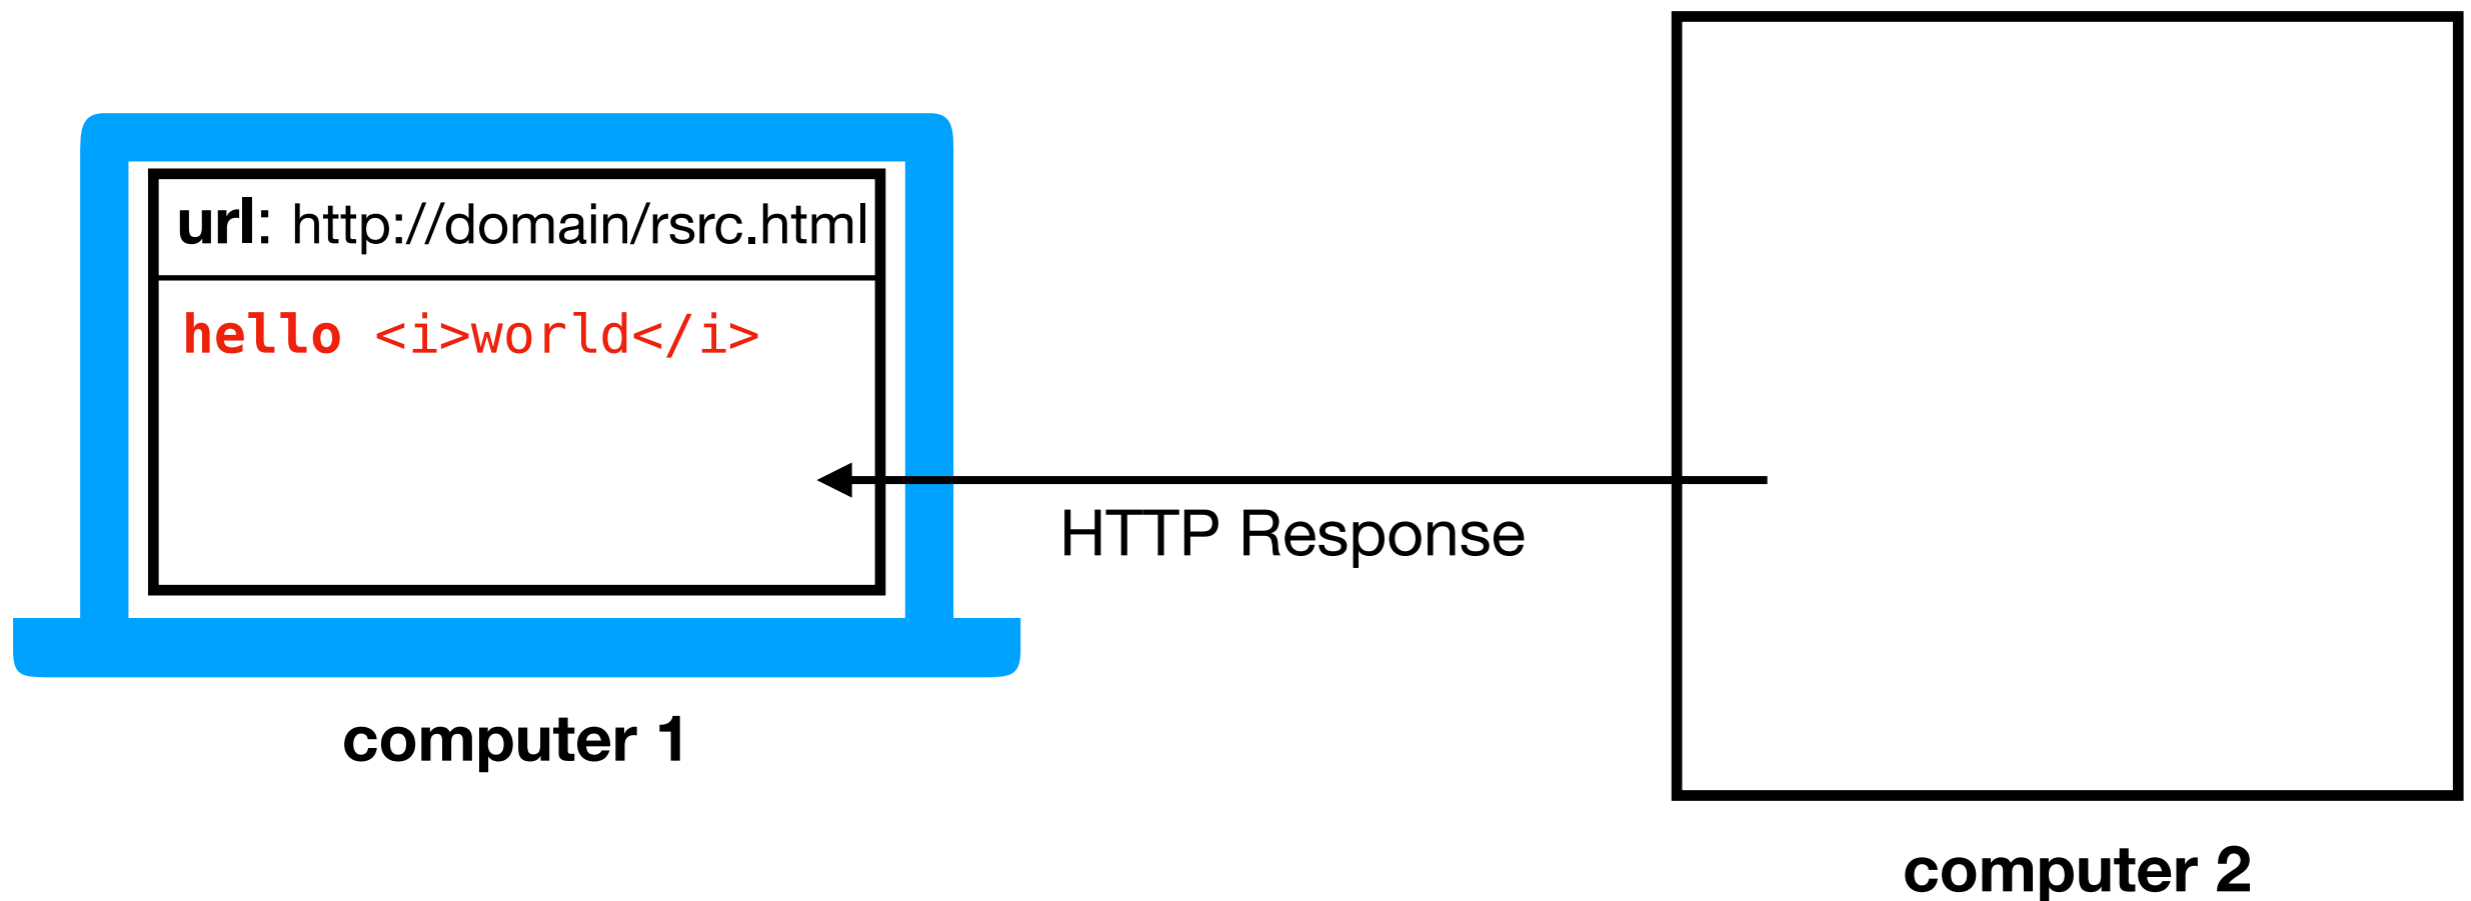 url: http://domain/rsrc.html
hello <i>world</i>
HTTP Response
computer 1
computer 2